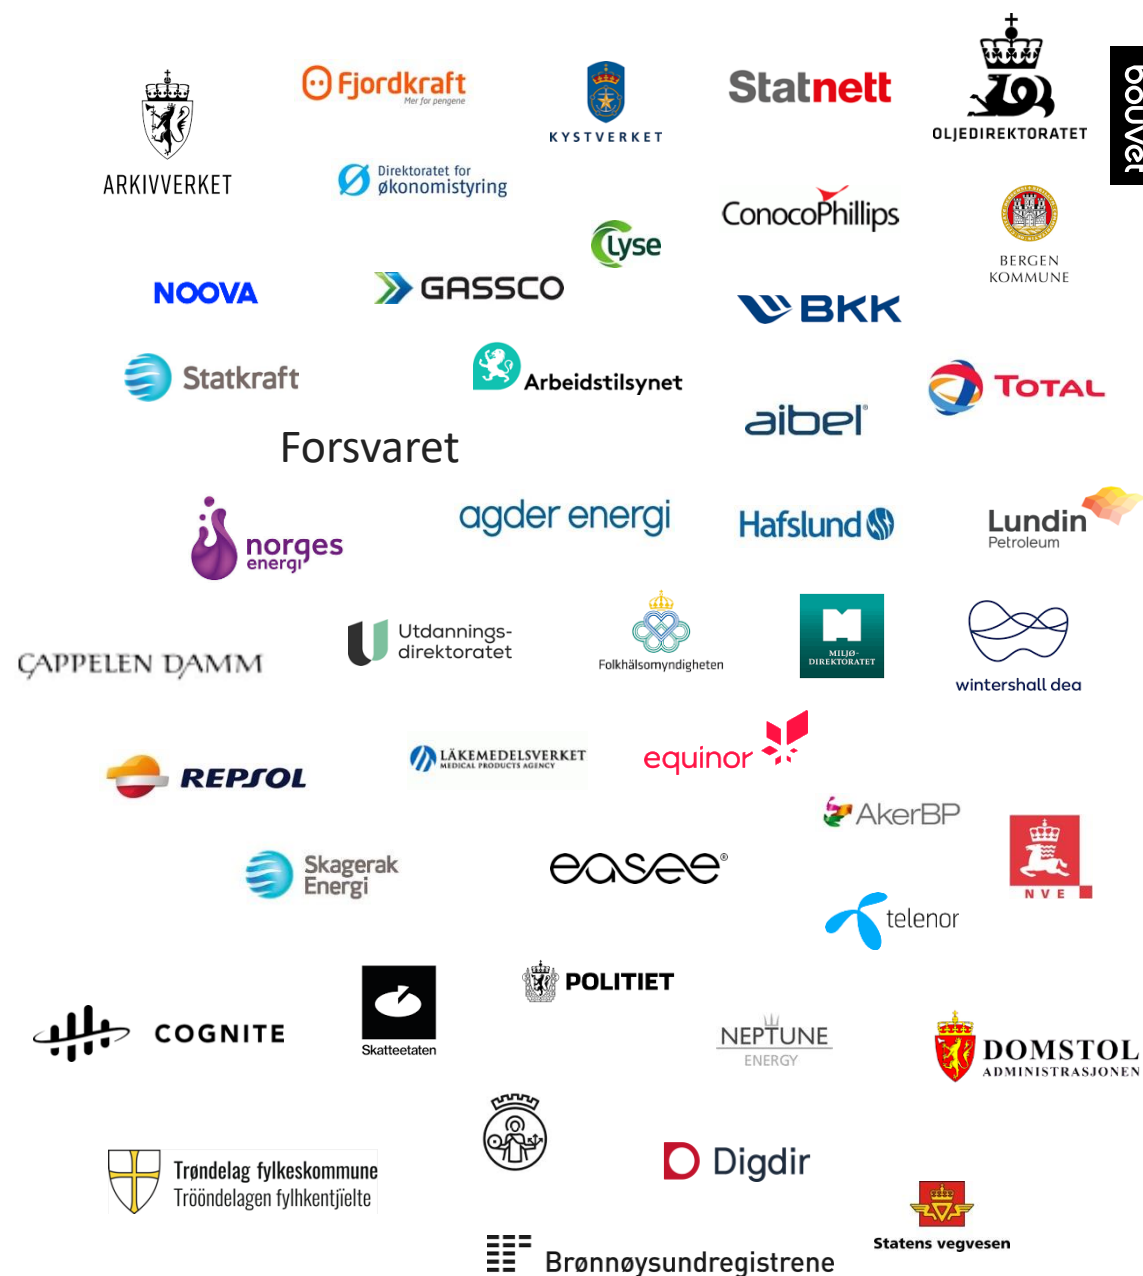 Fjordkraft
Mer for pengene
KYSTVERKET
Statnett
OLJEDIREKTORATET
bouvet
ARKIVVERKET
Direktoratet for
økonomistyring
ConocoPhillips
Lyse
BERGEN
KOMMUNE
NOOVA
GASSCO
BKK
Statkraft
Arbeidstilsynet
TOTAL
aibel®
Forsvaret
norges
energi
agder energi
Hafslund
Lundin
Petroleum
CAPPELEN DAMM
Utdannings-
direktoratet
Folkhälsomyndigheten
MILJØ-
DIREKTORATET
wintershall dea
REPSOL
LÄKEMEDELSVERKET
MEDICAL PRODUCTS AGENCY
equinor
AkerBP
NVE
Skagerak
Energi
easee®
telenor
COGNITE
Skatteetaten
POLITIET
NEPTUNE
ENERGY
DOMSTOL
ADMINISTRASJONEN
Trøndelag fylkeskommune
Trööndelagen fylhkentjïelte
Digdir
Statens vegvesen
Brønnøysundregistrene